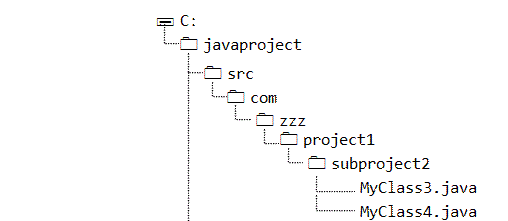 C:
javaproject
src
com
zzz
project1
subproject2
MyClass3.java
MyClass4.java